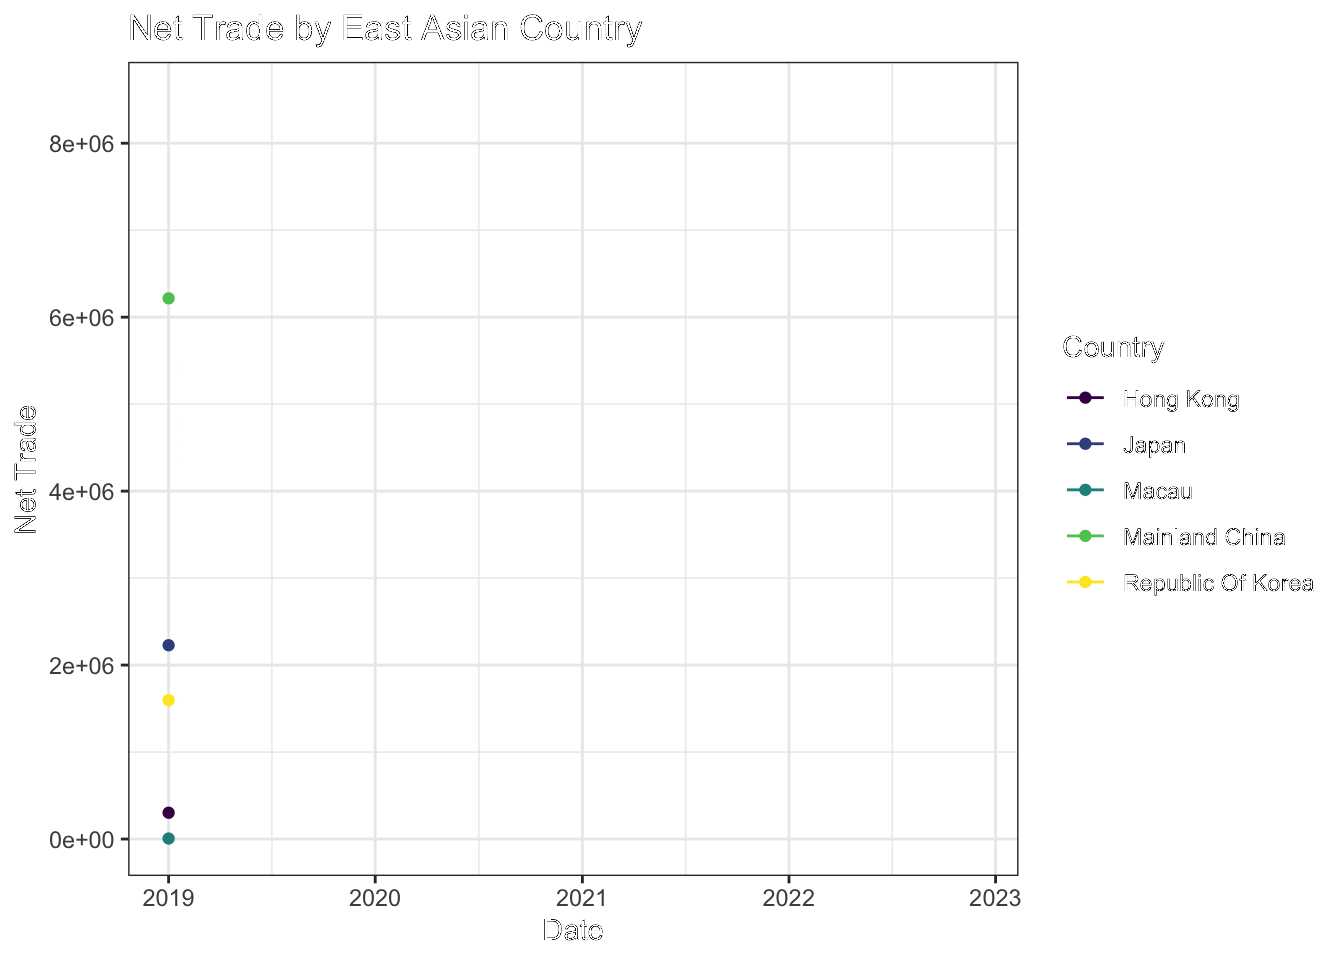 Net Trade by East Asian Country
8e+06
6e+06
4e+06
2e+06
0e+00
Net Trade
2019 2020 2021 2022 2023
Date
Country
Hong Kong
Japan
Macau
Mainland China
Republic Of Korea